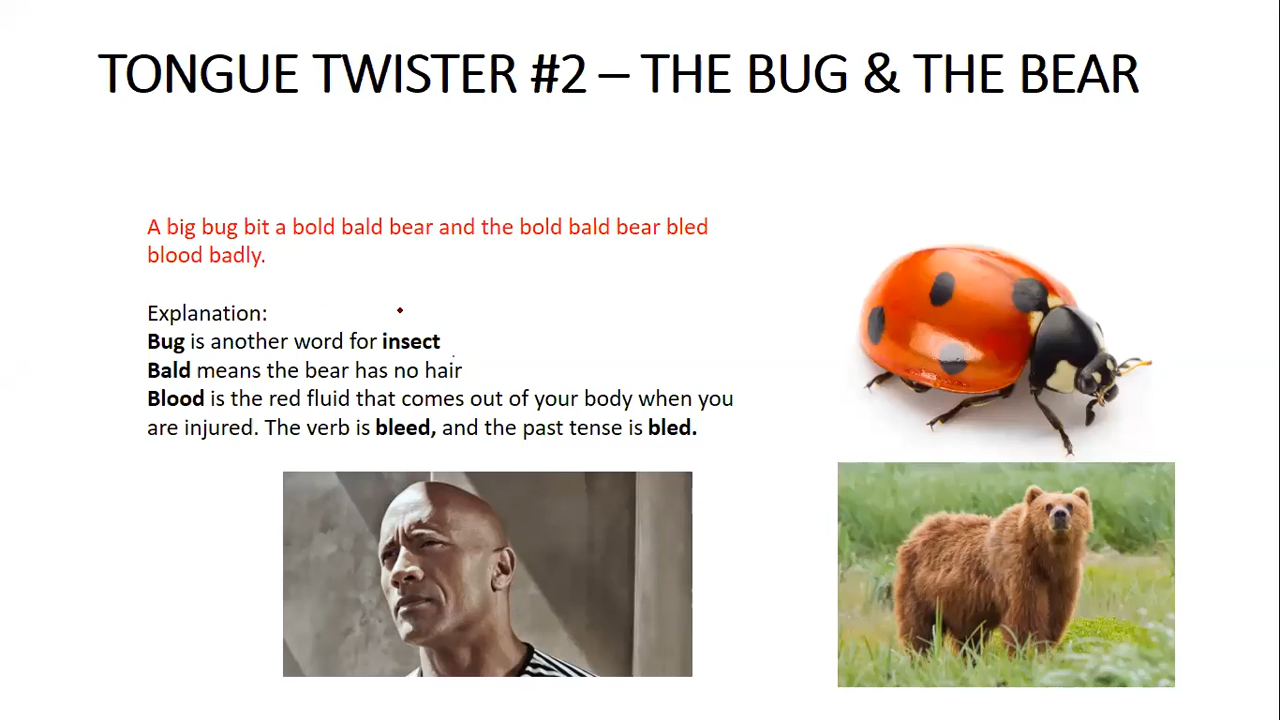 TONGUE TWISTER #2 – THE BUG & THE BEAR
A big bug bit a bold bald bear and the bold bald bear bled
blood badly.
Explanation:
Bug is another word for insect
Bald means the bear has no hair
Blood is the red fluid that comes out of your body when you
are injured. The verb is bleed, and the past tense is bled.